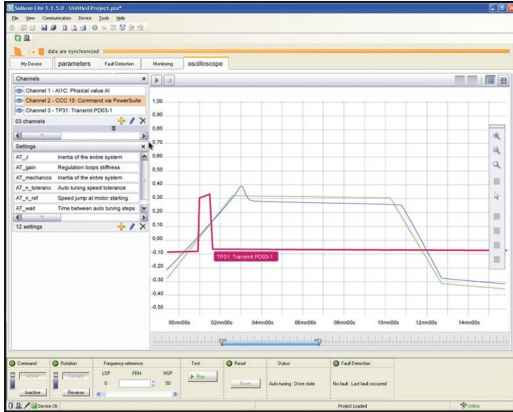 SoMove Lite 1.1.5.0 - Untitled Project.psx*
File View Communication Device Tools Help
data are synchronized
My Device parameters Fault Detection Monitoring oscilloscope
Channels
Channel 1 - AI1C: Phisical value AI
Channel 2 - CCC:15: Command via PowerSuite
Channel 3 - TP31: Transmit PD03-1
03 channels
Settings
AT_J Inertia of the entire system
AT_gain Regulation loops stiffness
AT_mechanics Inertia of the entire system
AT_n_toleranc Auto tuning speed tolerance
AT_n_ref Speed jump at motor starting
AT_wait Time between auto tuning steps
12 settings
1,00
0,90
0,80
0,70
0,60
0,50
0,40
0,30
0,20
0,10
0,00
-0,10
-0,20
-0,30
-0,40
-0,50
TP31: Transmit PD03-1
00mn00s 02mn00s 04mn00s 06mn00s 08mn00s 10mn00s 12mn00s 14mn00s
Command Rotation Frequency reference Test Reset Status Fault Detection
Active Forward LSP FRH HSP Run Reset
0 50
Auto tuning : Drive state No fault : Last fault occured
Inactive Reverse
Device Ok Project Loaded Online